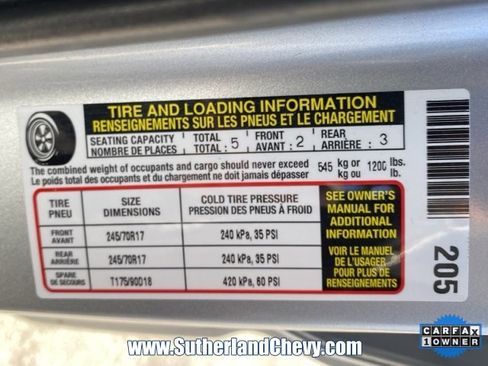 TIRE AND LOADING INFORMATION
RENSEIGNEMENTS SUR LES PNEUS ET LE CHARGEMENT
SEATING CAPACITY TOTAL : 5 FRONT : 2 REAR : 3
NOMBRE DE PLACES TOTAL : AVANT : ARRIÈRE :
The combined weight of occupants and cargo should never exceed 545 kg or 1200 lbs.
Le poids total des occupants et du chargement ne doit jamais dépasser kg ou lb.
TIRE SIZE COLD TIRE PRESSURE
PNEU DIMENSIONS PRESSION DES PNEUS À FROID
FRONT
AVANT 245/70R17 240 kPa, 35 PSI
REAR
ARRIÈRE 245/70R17 240 kPa, 35 PSI
SPARE
DE SECOURS T175/90D18 420 kPa, 60 PSI
SEE OWNER'S
MANUAL FOR
ADDITIONAL
INFORMATION
VOIR LE MANUEL
DE L'USAGER
POUR PLUS DE
RENSEIGNEMENTS
205
www.SutherlandChevy.com
CARFAX
1 OWNER